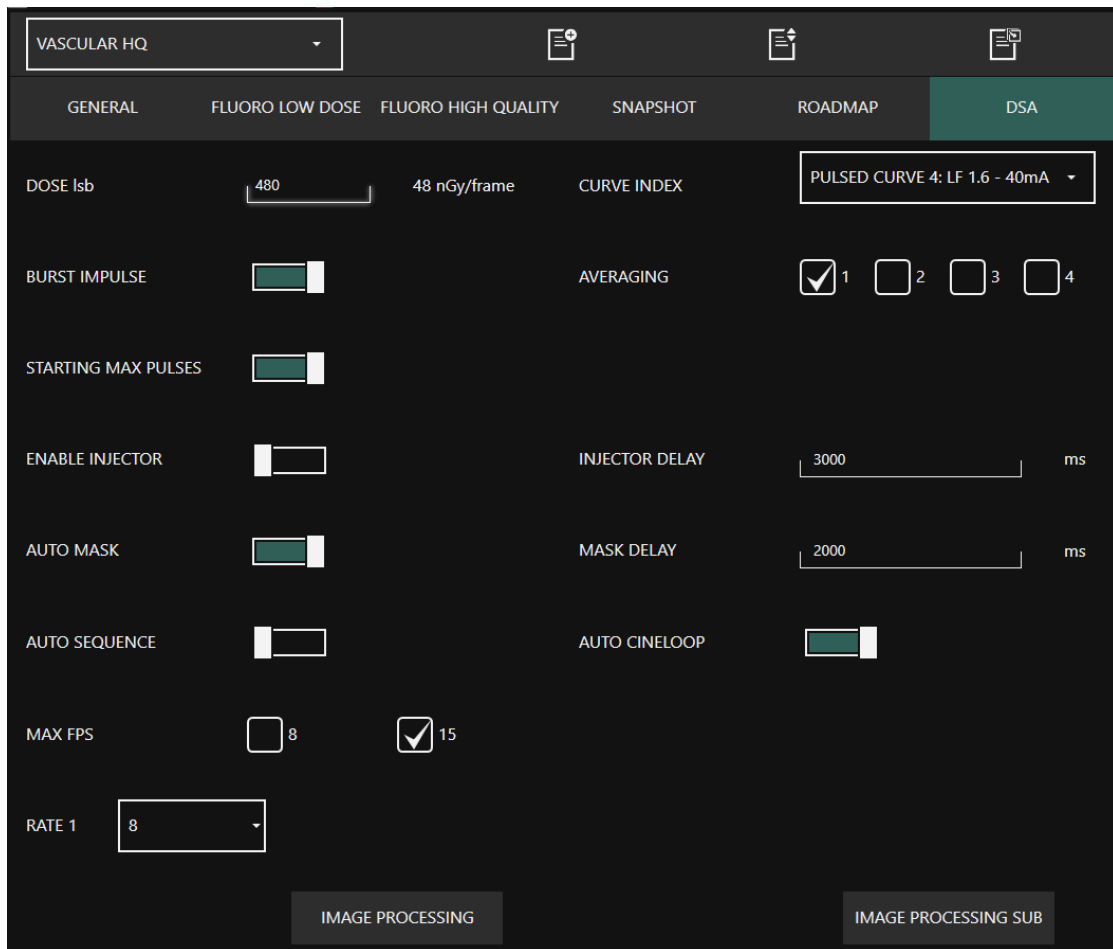 VASCULAR HQ
GENERAL FLUORO LOW DOSE FLUORO HIGH QUALITY SNAPSHOT ROADMAP DSA
DOSE lsb 480 48 nGy/frame CURVE INDEX PULSED CURVE 4: LF 1.6 - 40mA
BURST IMPULSE AVERAGING 1 2 3 4
STARTING MAX PULSES
ENABLE INJECTOR INJECTOR DELAY 3000 ms
AUTO MASK MASK DELAY 2000 ms
AUTO SEQUENCE AUTO CINELOOP
MAX FPS 8 15
RATE 1 8
IMAGE PROCESSING IMAGE PROCESSING SUB